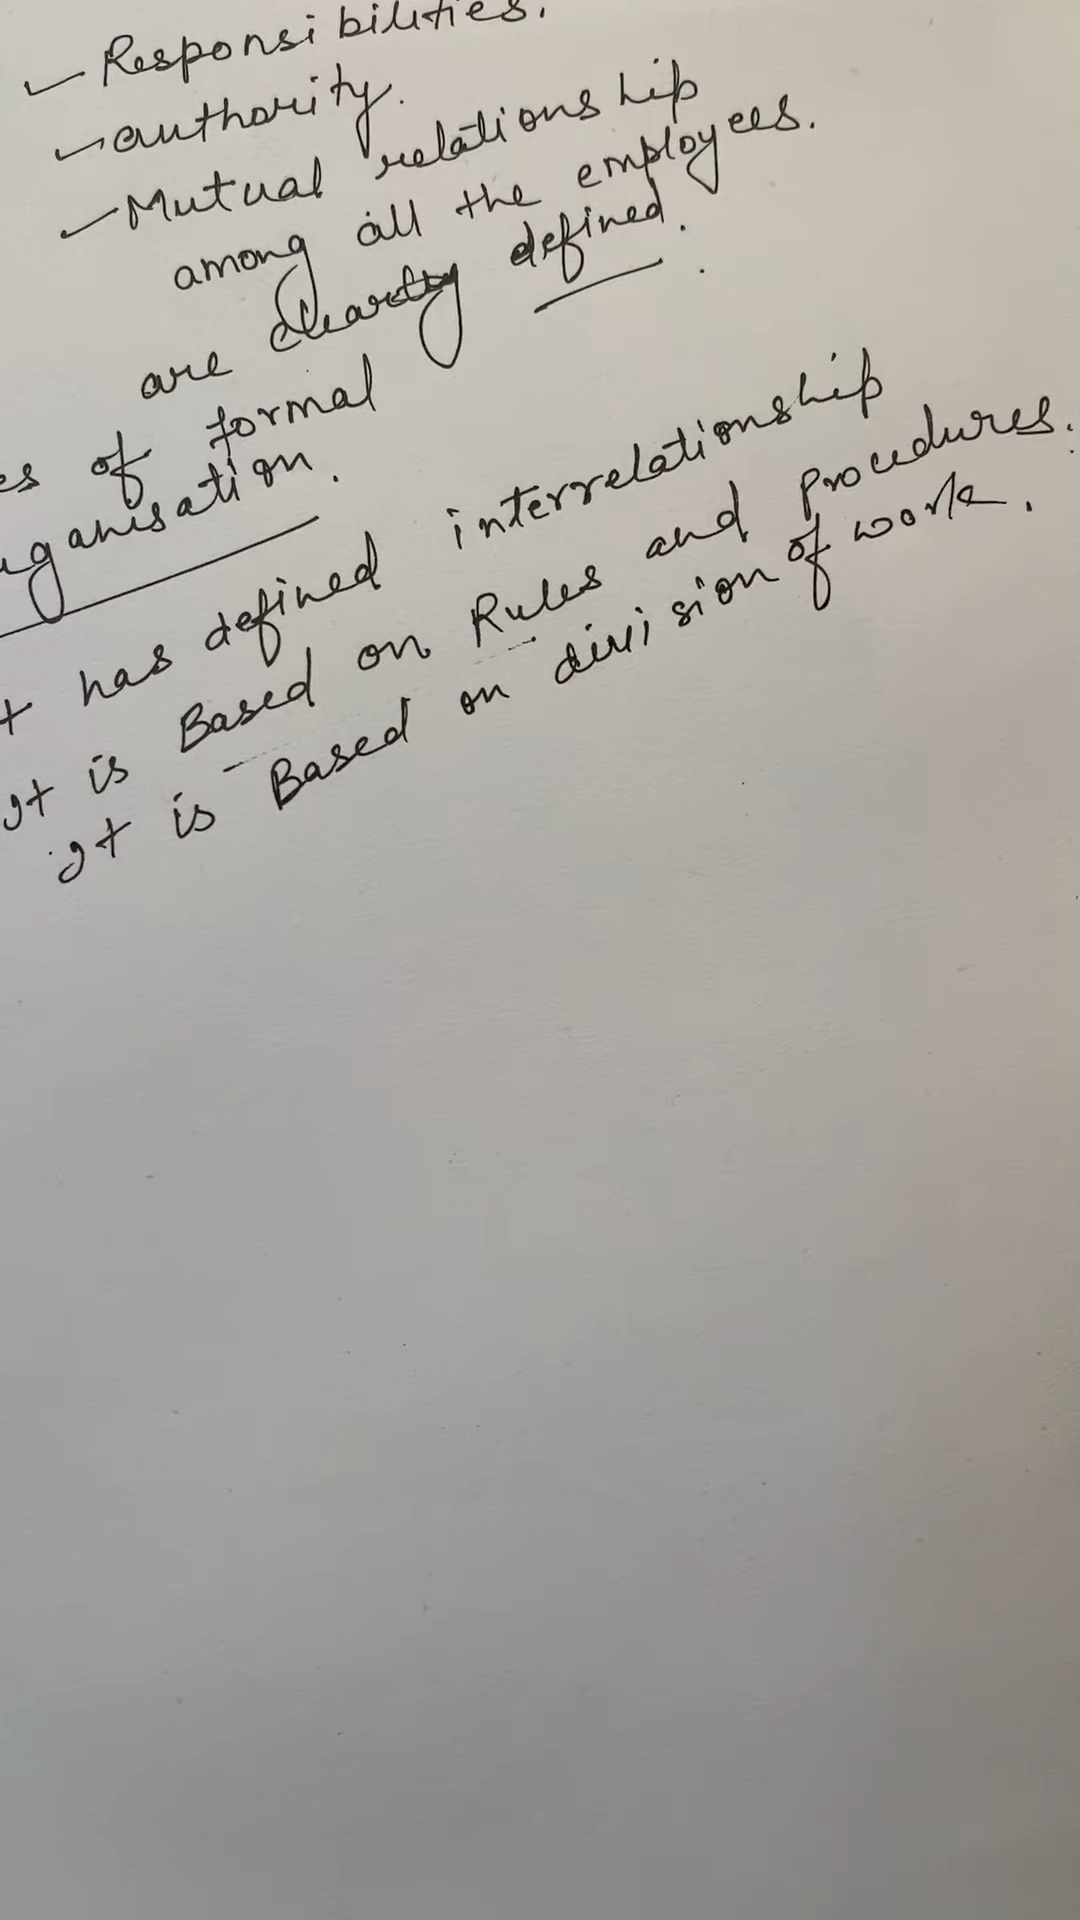 Responsibilities.
authority.
Mutual relationship
among all the employees.
are clearly defined.
of formal
has defined interrelationship
It is Based on Rules and Procedures.
It is Based on division of work.